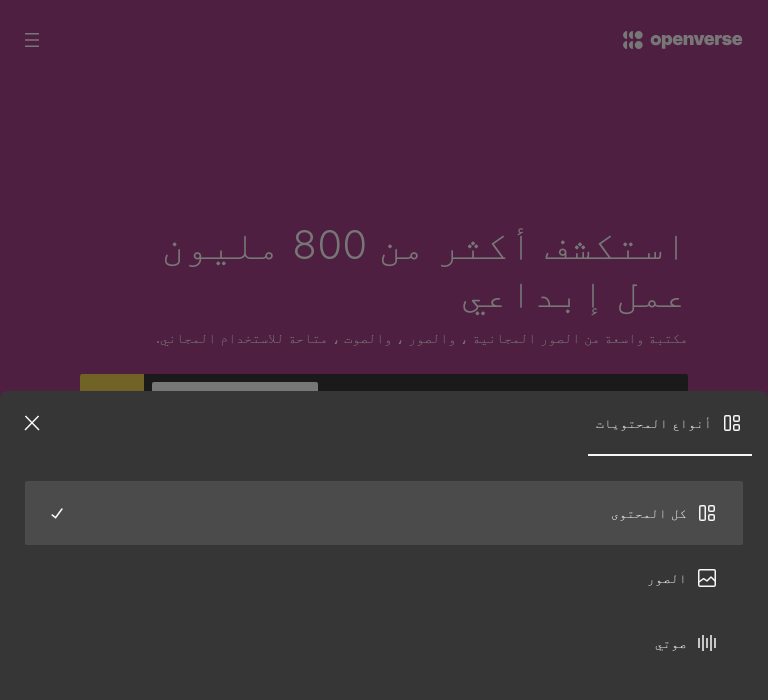 openverse
استكشف أكثر من 800 مليون
عمل إبداعي
مكتبة واسعة من الصور المجانية ، والصور ، والصوت ، متاحة للاستخدام المجاني.
أنواع المحتويات
كل المحتوى
الصور
صوتي